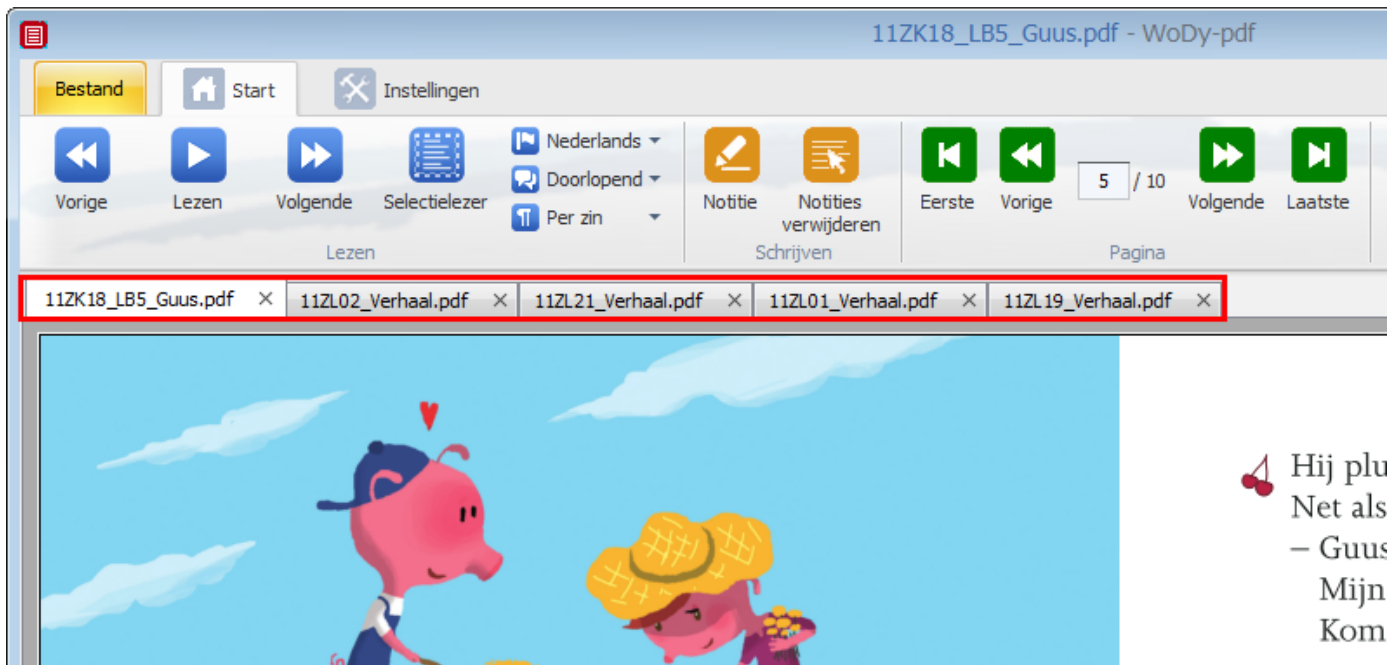 11ZK18_LB5_Guus.pdf - WoDy-pdf
Bestand Start Instellingen
Vorige Lezen Volgende Selectielezer
Nederlands
Doorlopend
Per zin
Lezen
Notitie Notities verwijderen
Schrijven
Eerste Vorige 5 / 10 Volgende Laatste
Pagina
11ZK18_LB5_Guus.pdf 11ZL02_Verhaal.pdf 11ZL21_Verhaal.pdf 11ZL01_Verhaal.pdf 11ZL19_Verhaal.pdf
Hij plu
Net als
– Guus
Mijn
Kom